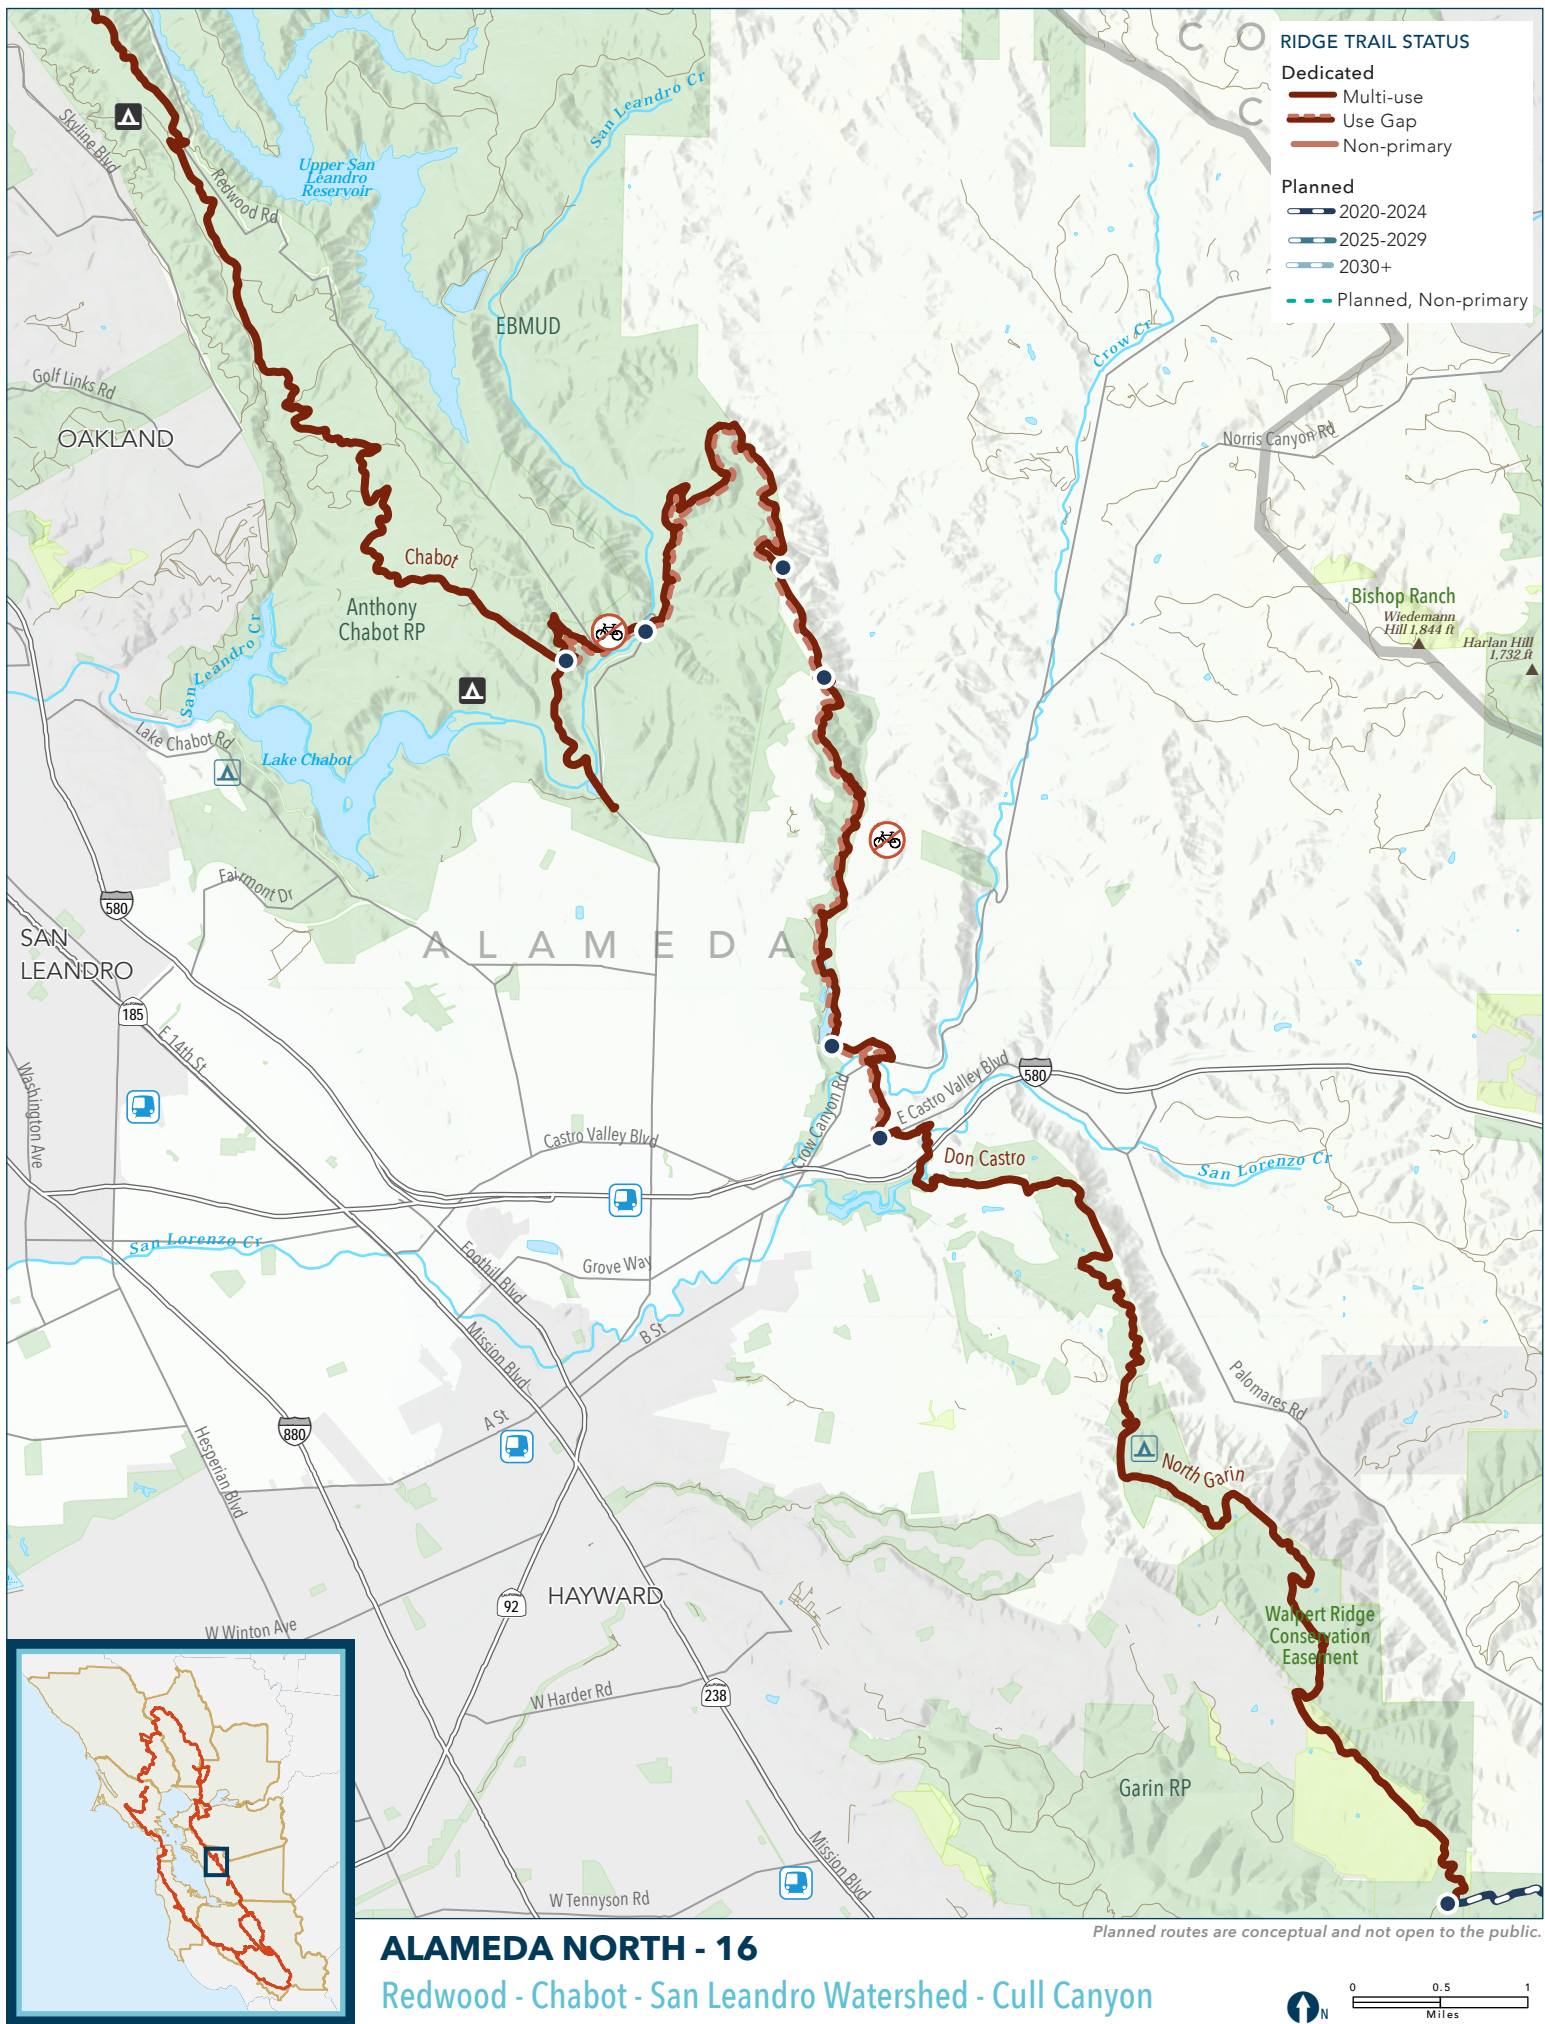 C O
C
RIDGE TRAIL STATUS
Dedicated
Multi-use
Use Gap
Non-primary
Planned
2020-2024
2025-2029
2030+
Planned, Non-primary
San Leandro Cr
Skyline Blvd
Upper San
Leandro
Reservoir
Redwood Rd
EBMUD
Crow Cr
Golf Links Rd
OAKLAND
Norris Canyon Rd
Chabot
Anthony
Chabot RP
Bishop Ranch
Wiedemann
Hill 1,844 ft
Harlan Hill
1,732 ft
San Leandro Cr
Lake Chabot Rd
Lake Chabot
Fairmont Dr
580
SAN
LEANDRO
ALAMEDA
CALIFORNIA
185
E 14th St
Washington Ave
Crow Canyon Rd
E Castro Valley Blvd
580
Castro Valley Blvd
Don Castro
San Lorenzo Cr
San Lorenzo Cr
Foothill Blvd
Grove Way
B St
Mission Blvd
Palomares Rd
A St
880
Hesperian Blvd
North Garin
CALIFORNIA
92
HAYWARD
Walpert Ridge
Conservation
Easement
W Winton Ave
W Harder Rd
CALIFORNIA
238
Garin RP
Mission Blvd
W Tennyson Rd
Planned routes are conceptual and not open to the public.
ALAMEDA NORTH - 16
Redwood - Chabot - San Leandro Watershed - Cull Canyon
N
0 0.5 1
Miles